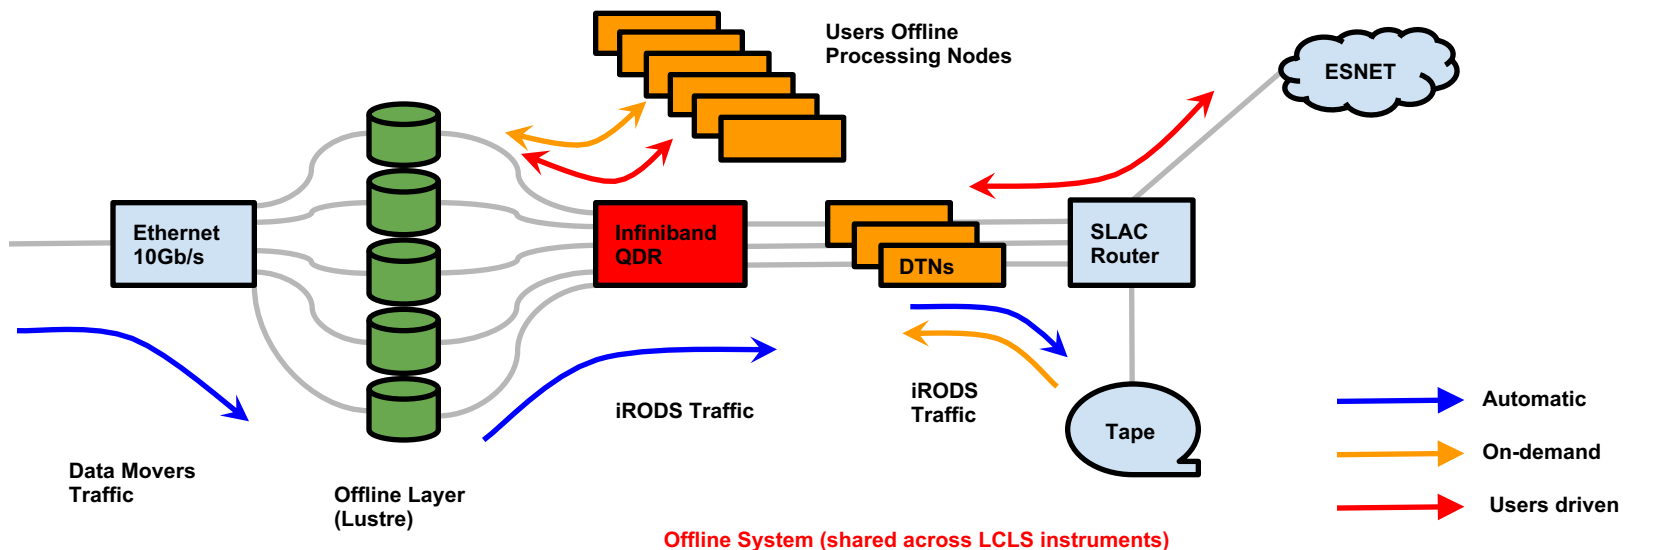 Users Offline
Processing Nodes
ESNET
Ethernet
10Gb/s
Infiniband
QDR
DTNs
SLAC
Router
iRODS Traffic
iRODS
Traffic
Tape
Data Movers
Traffic
Offline Layer
(Lustre)
Automatic
On-demand
Users driven
Offline System (shared across LCLS instruments)